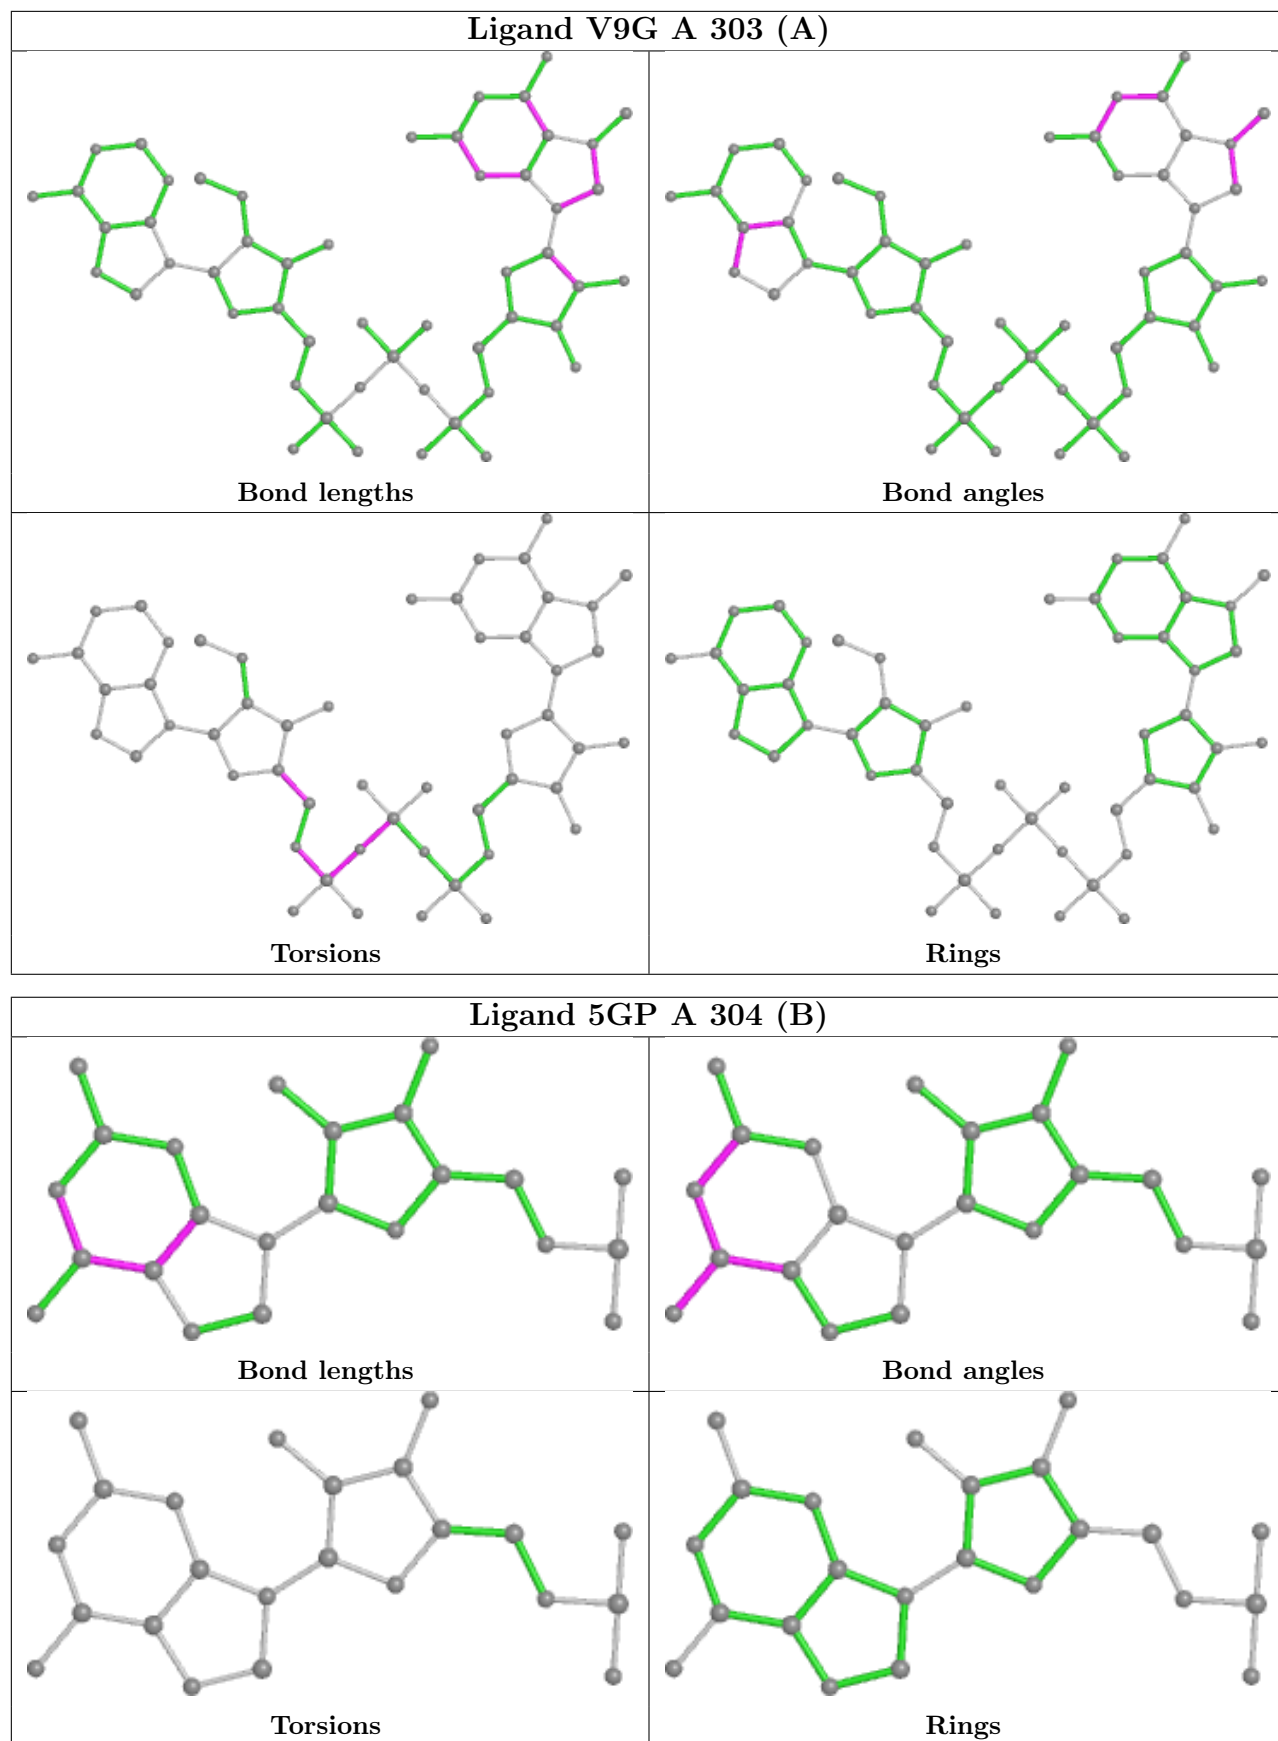 Ligand V9G A 303 (A)
Bond lengths
Bond angles
Torsions
Rings
Ligand 5GP A 304 (B)
Bond lengths
Bond angles
Torsions
Rings